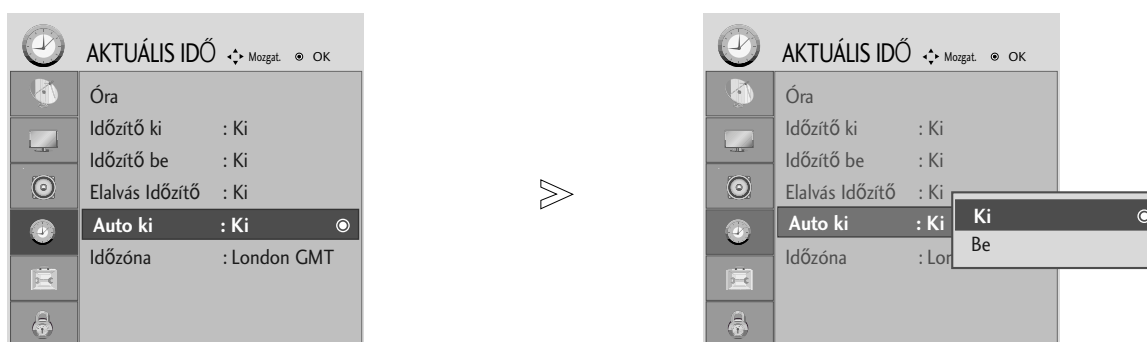 AKTUÁLIS IDŐ Mozgat. OK
Óra
Időzítő ki : Ki
Időzítő be : Ki
Elalvás Időzítő : Ki
Auto ki : Ki
Időzóna : London GMT
AKTUÁLIS IDŐ Mozgat. OK
Óra
Időzítő ki : Ki
Időzítő be : Ki
Elalvás Időzítő : Ki
Auto ki : Ki
Időzóna : Lon
Ki
Be